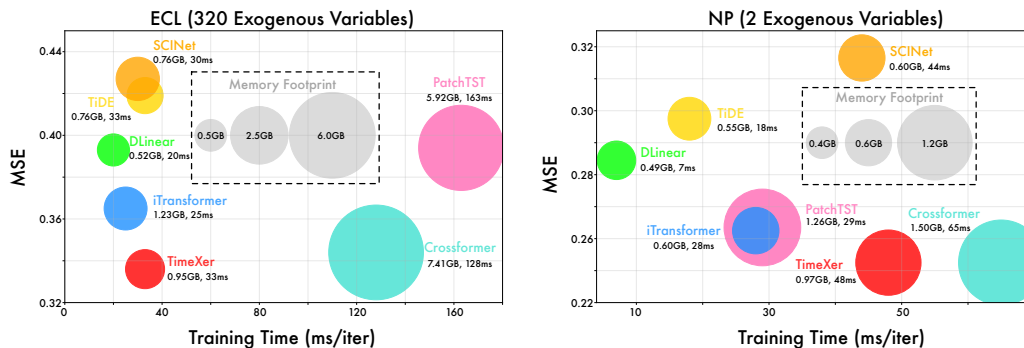 ECL (320 Exogenous Variables)
MSE
0.44
0.40
0.36
0.32
SCINet
0.76GB, 30ms
TiDE
0.76GB, 33ms
DLinear
0.52GB, 20ms
iTransformer
1.23GB, 25ms
TimeXer
0.95GB, 33ms
Memory Footprint
0.5GB
2.5GB
6.0GB
PatchTST
5.92GB, 163ms
Crossformer
7.41GB, 128ms
0
40
80
120
160
Training Time (ms/iter)
NP (2 Exogenous Variables)
MSE
0.32
0.30
0.28
0.26
0.24
0.22
SCINet
0.60GB, 44ms
TiDE
0.55GB, 18ms
DLinear
0.49GB, 7ms
Memory Footprint
0.4GB
0.6GB
1.2GB
PatchTST
1.26GB, 29ms
iTransformer
0.60GB, 28ms
TimeXer
0.97GB, 48ms
Crossformer
1.50GB, 65ms
10
30
50
Training Time (ms/iter)